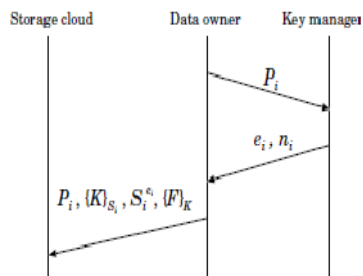 Storage cloud Data owner Key manager
P_i
e_i, n_i
P_i, {K}_{S_i}, S_i^{e_i}, {F}_K